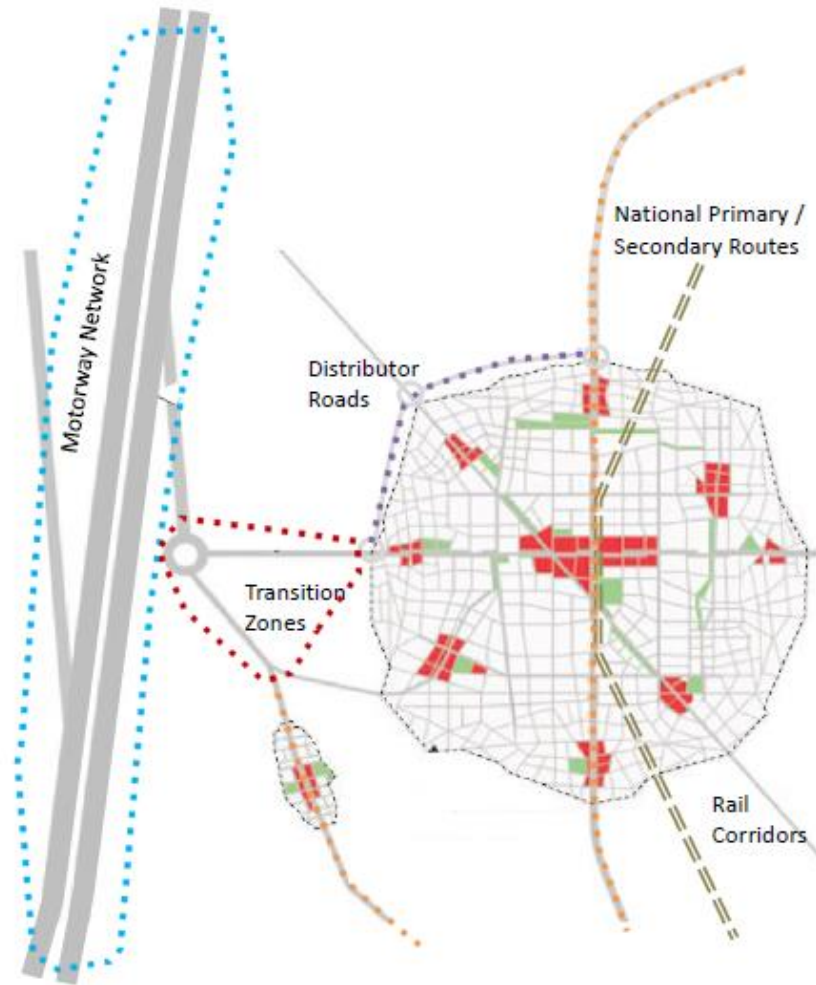 National Primary /
Secondary Routes
Motorway Network
Distributor
Roads
Transition
Zones
Rail
Corridors